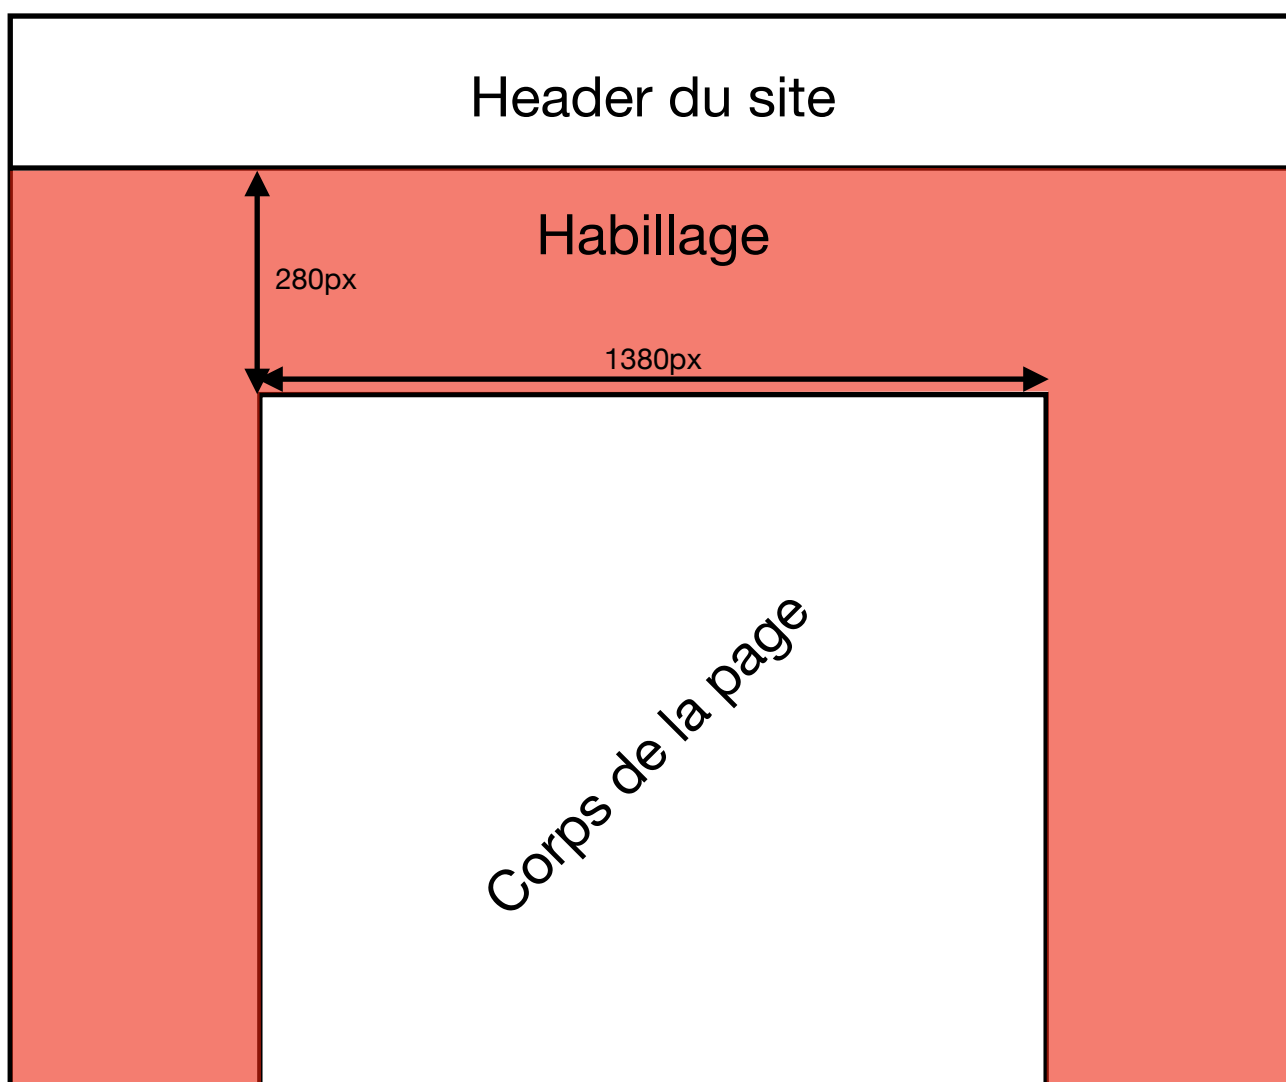 Header du site
Habillage
280px
1380px
Corps de la page